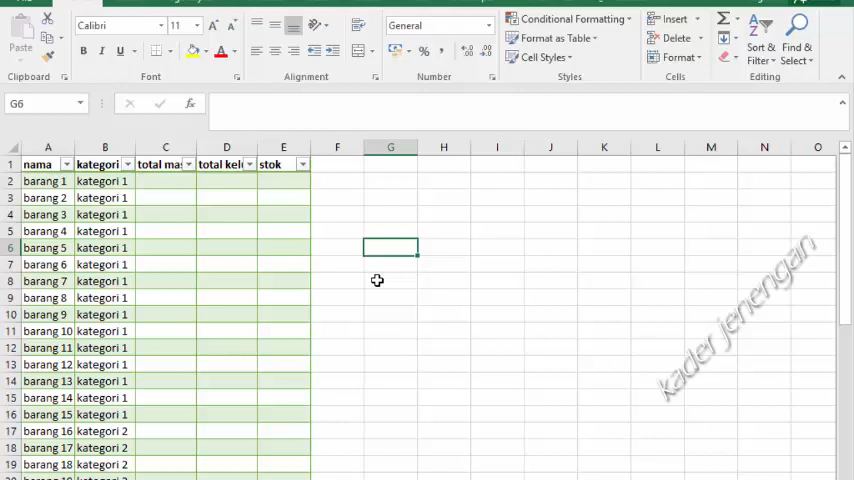 Calibri 11 A A General Conditional Formatting Insert Σ
Paste Format as Table Delete Sort & Find &
B I U A % Cell Styles Format Filter Select
Clipboard Font Alignment Number Styles Cells Editing
G6 fx
A B C D E F G H I J K L M N O
1 nama kategori total mas total kelu stok
2 barang 1 kategori 1
3 barang 2 kategori 1
4 barang 3 kategori 1
5 barang 4 kategori 1
6 barang 5 kategori 1
7 barang 6 kategori 1
8 barang 7 kategori 1
9 barang 8 kategori 1
10 barang 9 kategori 1
11 barang 10 kategori 1
12 barang 11 kategori 1
13 barang 12 kategori 1
14 barang 13 kategori 1
15 barang 14 kategori 1
16 barang 15 kategori 1
17 barang 16 kategori 2
18 barang 17 kategori 2
19 barang 18 kategori 2
kader jenengan